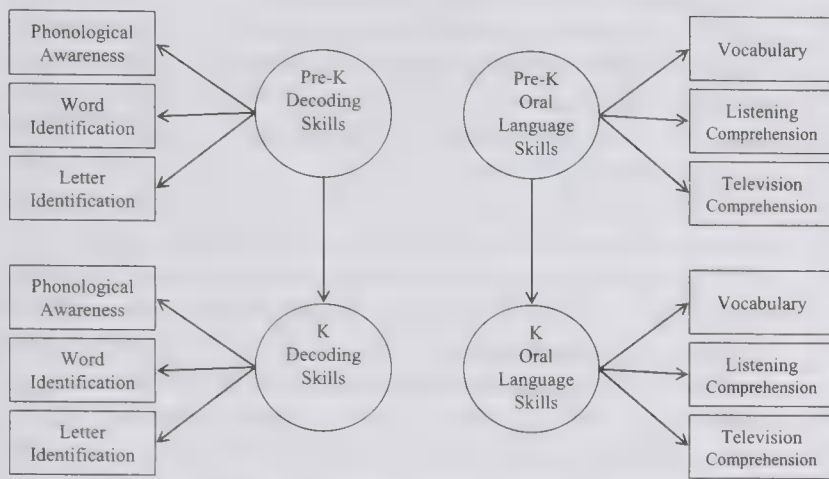 Phonological
Awareness
Word
Identification
Letter
Identification
Pre-K
Decoding
Skills
Pre-K
Oral
Language
Skills
Vocabulary
Listening
Comprehension
Television
Comprehension
Phonological
Awareness
Word
Identification
Letter
Identification
K
Decoding
Skills
K
Oral
Language
Skills
Vocabulary
Listening
Comprehension
Television
Comprehension